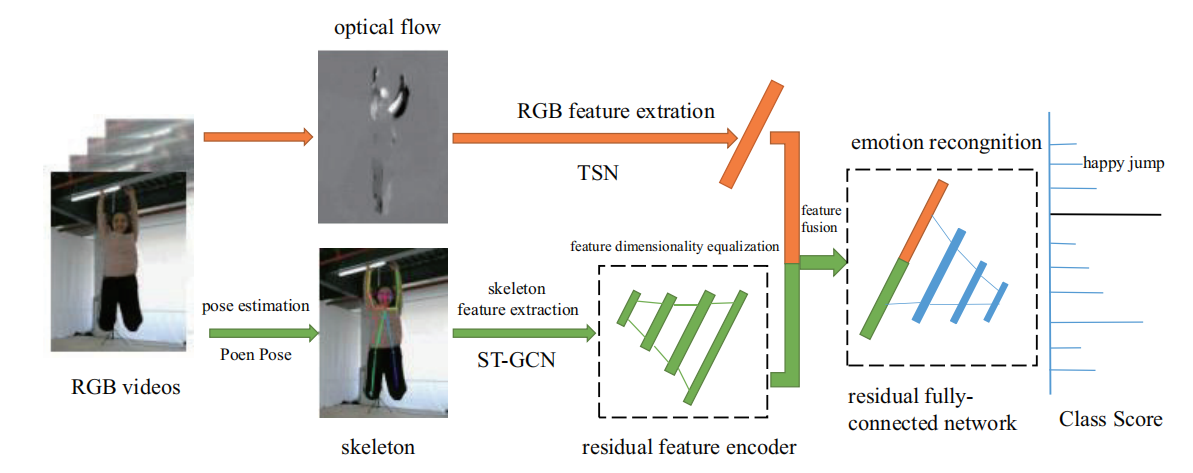 optical flow
RGB feature extration
TSN
RGB videos
pose estimation
Poen Pose
skeleton
skeleton
feature extraction
ST-GCN
feature dimensionality equalization
residual feature encoder
feature
fusion
emotion recongnition
residual fully-
connected network
happy jump
Class Score